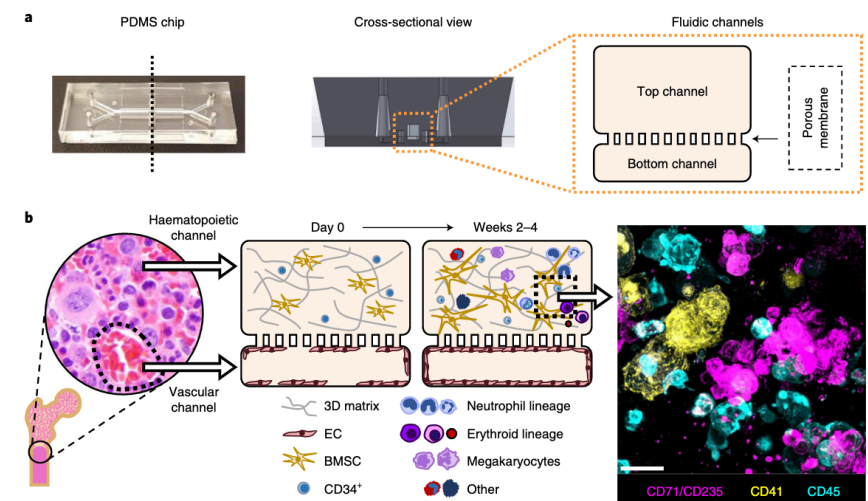 a
PDMS chip
Cross-sectional view
Fluidic channels
Top channel
Bottom channel
Porous
membrane
b
Haematopoietic
channel
Day 0
Weeks 2–4
Vascular
channel
3D matrix
EC
BMSC
CD34+
Neutrophil lineage
Erythroid lineage
Megakaryocytes
Other
CD71/CD235
CD41
CD45